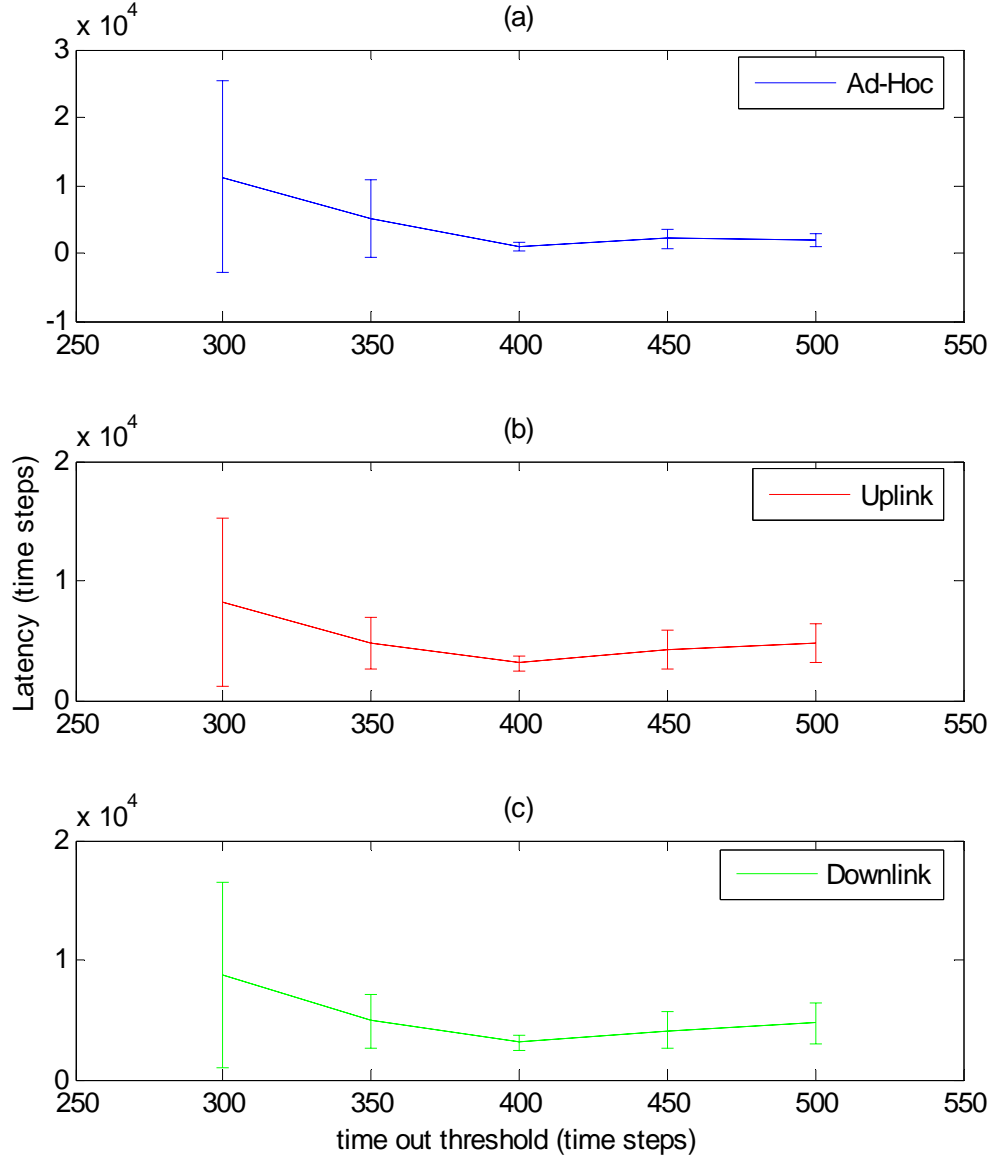 (a)
x 10^4
3
2
1
0
-1
Ad-Hoc
250 300 350 400 450 500 550
(b)
x 10^4
2
1
0
Uplink
250 300 350 400 450 500 550
Latency (time steps)
(c)
x 10^4
2
1
0
Downlink
250 300 350 400 450 500 550
time out threshold (time steps)